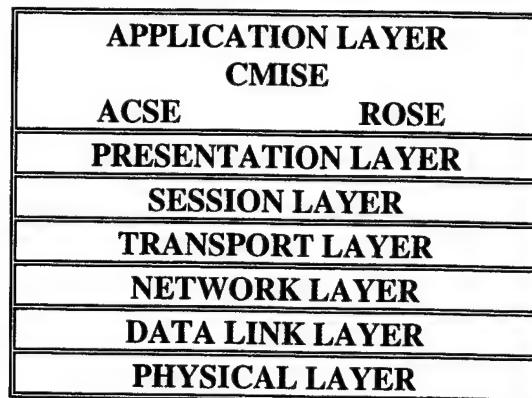 APPLICATION LAYER
CMISE
ACSE ROSE
PRESENTATION LAYER
SESSION LAYER
TRANSPORT LAYER
NETWORK LAYER
DATA LINK LAYER
PHYSICAL LAYER